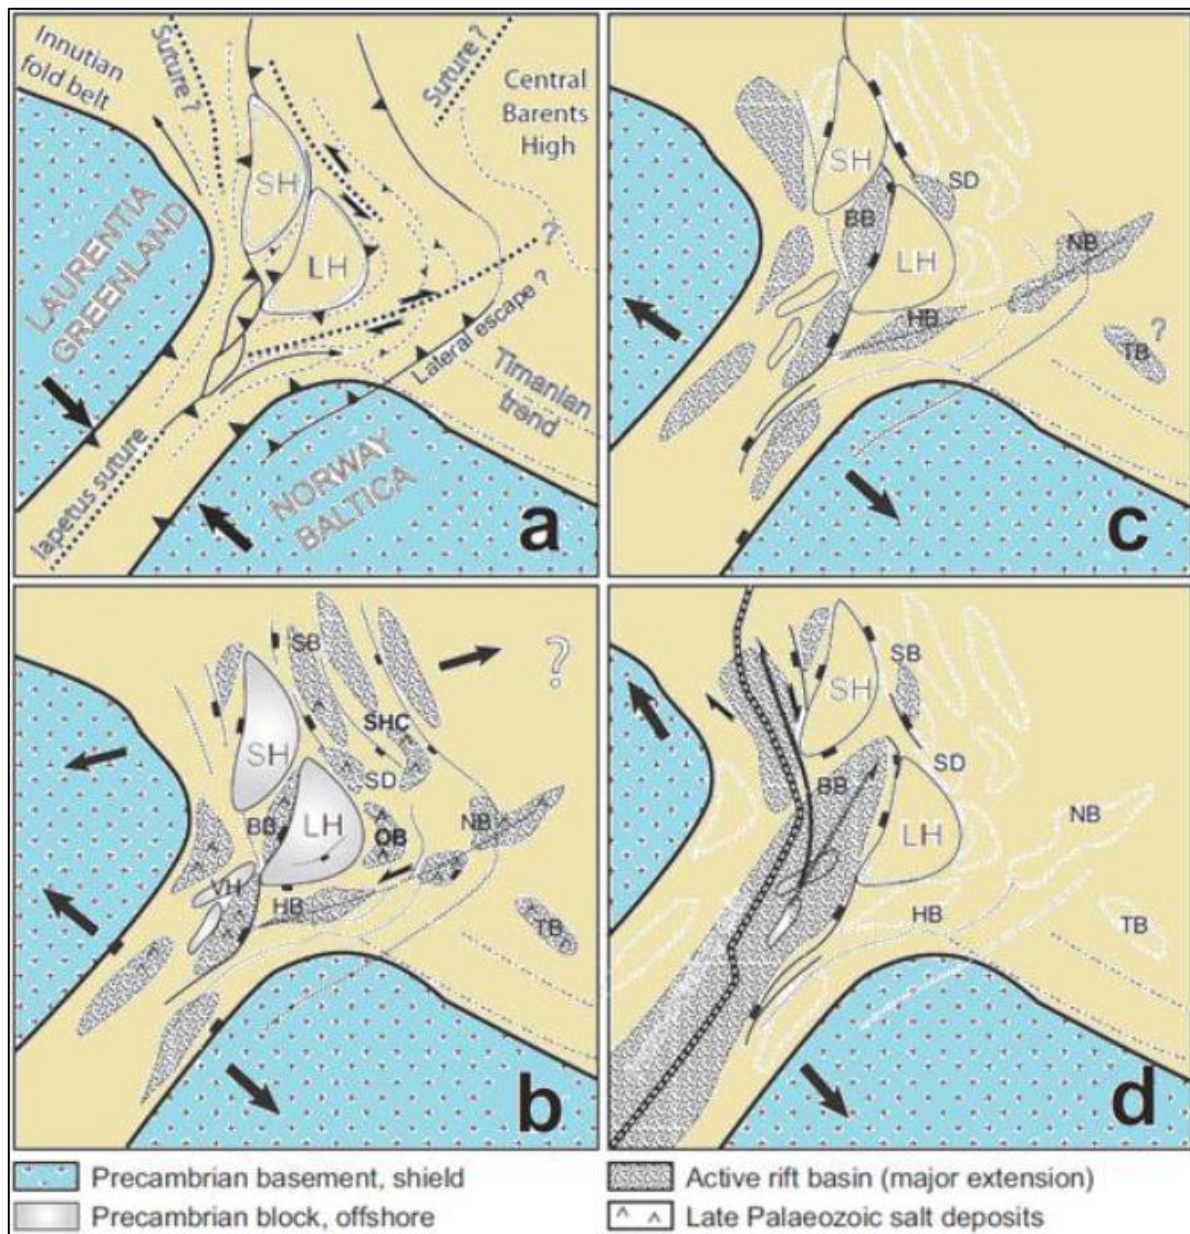 Innutian
fold belt
Suture ?
Suture ?
Central
Barents
High
SH
LH
LAURENTIA
GREENLAND
?
Lateral escape ?
Timanian
trend
Iapetus suture
NORWAY
BALTICA
a
SH
SD
BB
LH
NB
HB
TB
?
c
SB
SHC
SH
SD
?
BB
LH
OB
NB
VH
HB
TB
b
SB
SH
SD
BB
LH
NB
HB
TB
d
Precambrian basement, shield
Precambrian block, offshore
Active rift basin (major extension)
Late Palaeozoic salt deposits